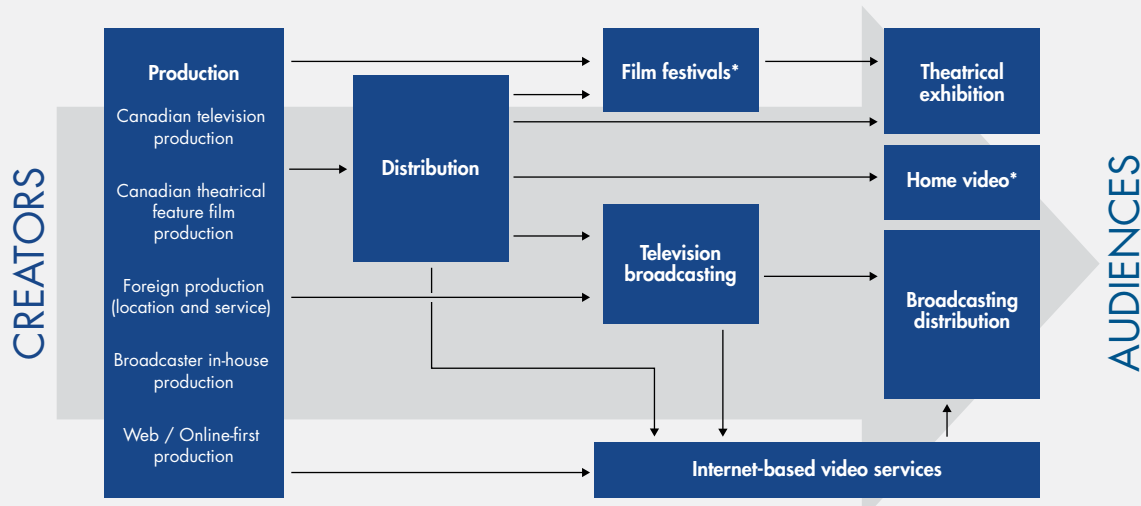 CREATORS
Production
Canadian television
production
Canadian theatrical
feature film
production
Foreign production
(location and service)
Broadcaster in-house
production
Web / Online-first
production
Distribution
Film festivals*
Television
broadcasting
Internet-based video services
Theatrical
exhibition
Home video*
Broadcasting
distribution
AUDIENCES